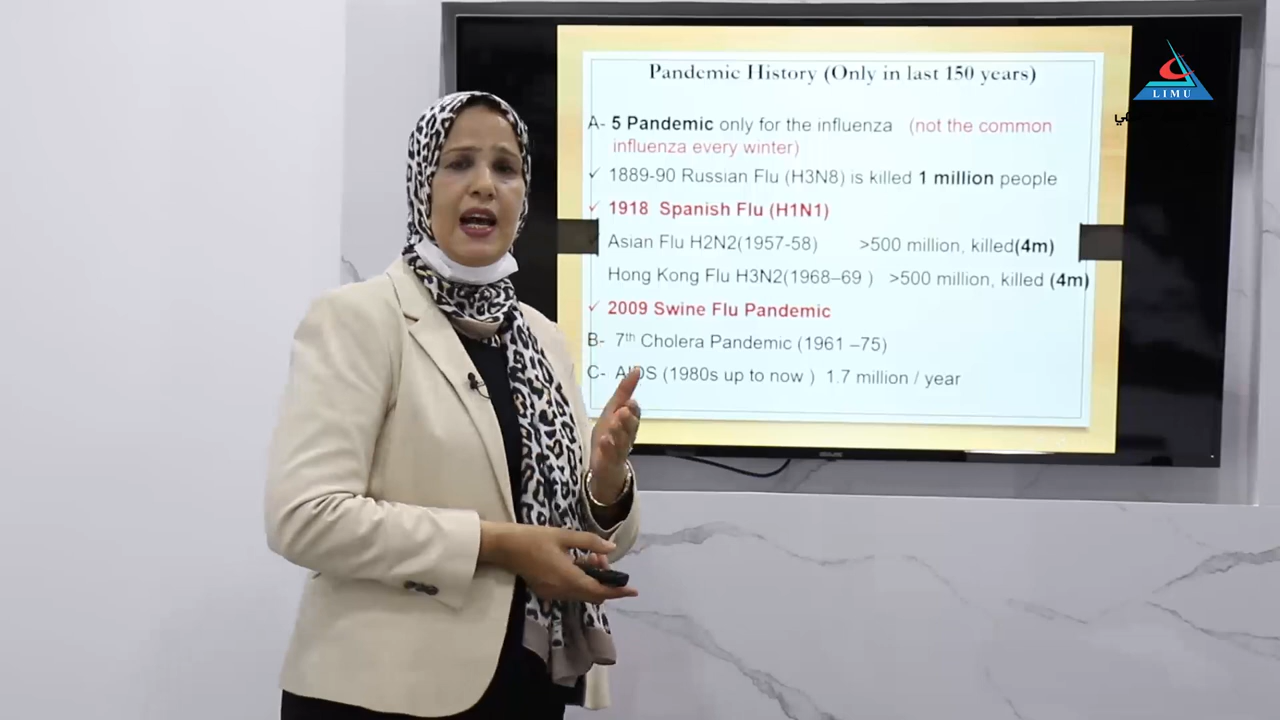 Pandemic History (Only in last 150 years)
A- 5 Pandemic only for the influenza (not the common
influenza every winter)
✓ 1889-90 Russian Flu (H3N8) is killed 1 million people
✓ 1918 Spanish Flu (H1N1)
Asian Flu H2N2(1957-58) >500 million, killed(4m)
Hong Kong Flu H3N2(1968–69 ) >500 million, killed (4m)
✓ 2009 Swine Flu Pandemic
B- 7th Cholera Pandemic (1961 –75)
C- AIDS (1980s up to now ) 1.7 million / year
LIMU